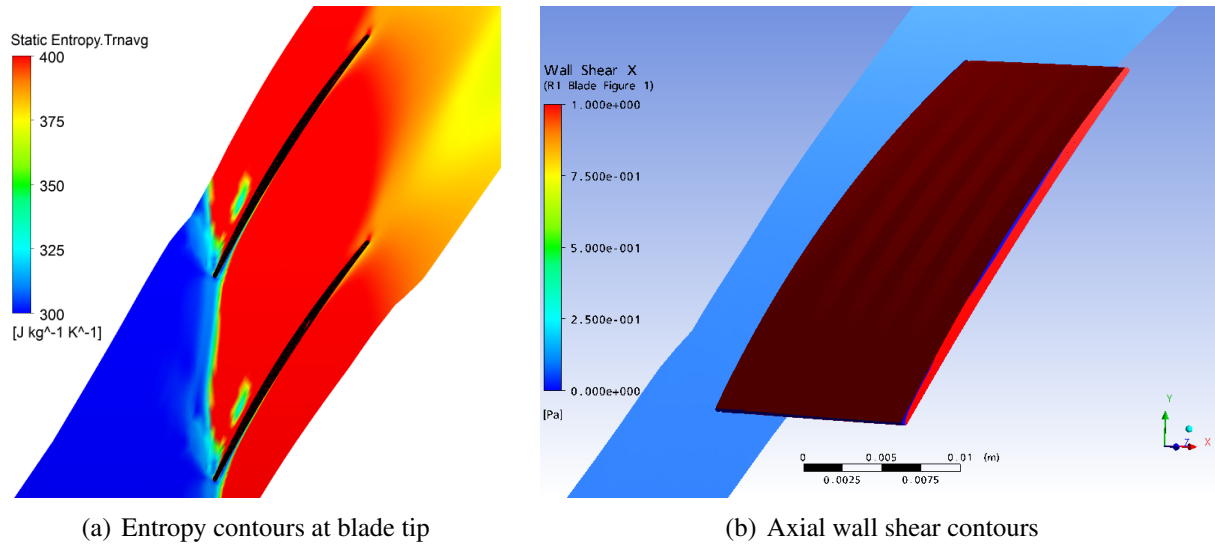 Static Entropy.Trnavg
400
375
350
325
300
[J kg^-1 K^-1]
(a) Entropy contours at blade tip
Wall Shear X
(R1 Blade Figure 1)
1.000e+000
7.500e-001
5.000e-001
2.500e-001
0.000e+000
[Pa]
0 0.005 0.01 (m)
0.0025 0.0075
Y
Z X
(b) Axial wall shear contours